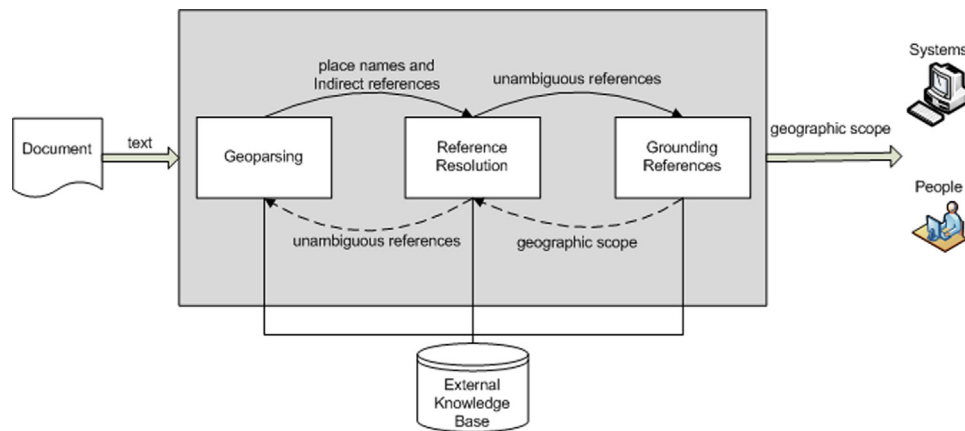 Systems
place names and
Indirect references
unambiguous references
geographic scope
Document
text
Geoparsing
Reference
Resolution
Grounding
References
People
unambiguous references
geographic scope
External
Knowledge
Base